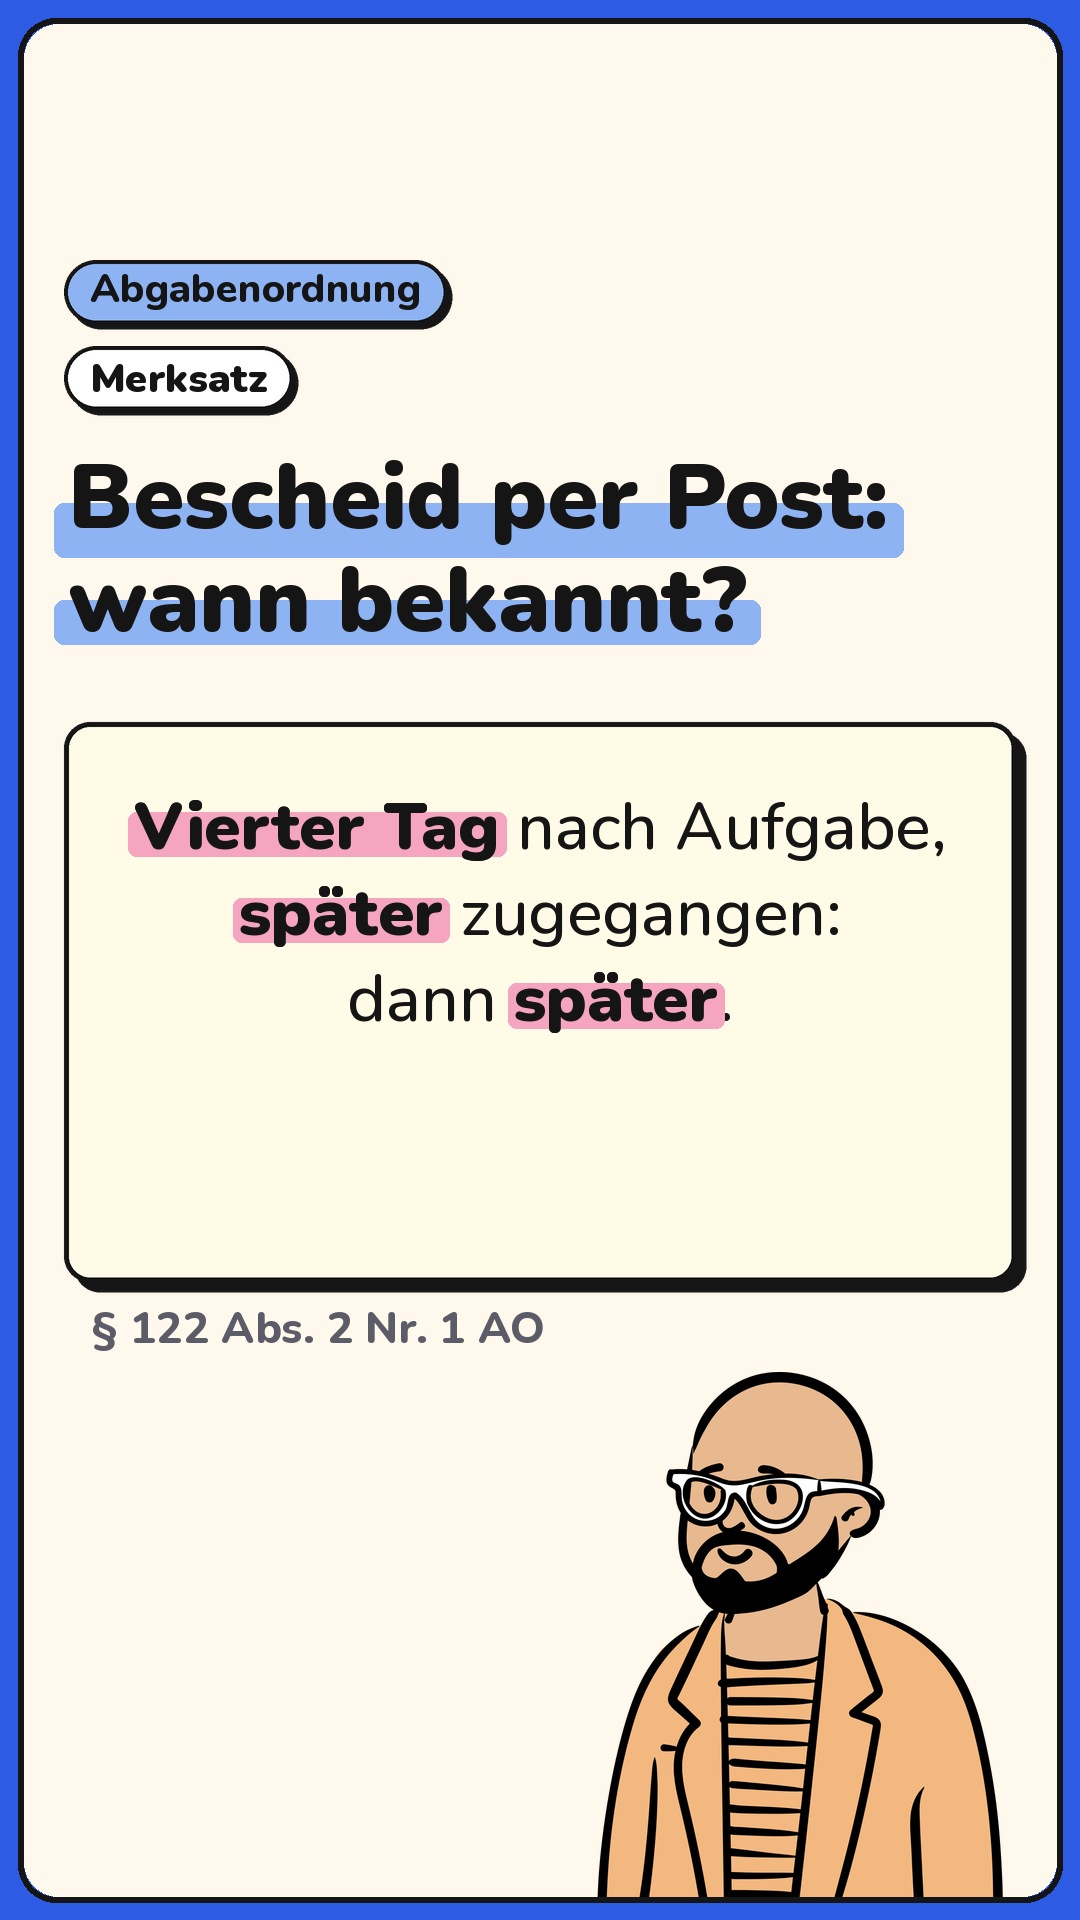 Abgabenordnung
Merksatz
Bescheid per Post:
wann bekannt?
Vierter Tag nach Aufgabe,
später zugegangen:
dann später.
§ 122 Abs. 2 Nr. 1 AO